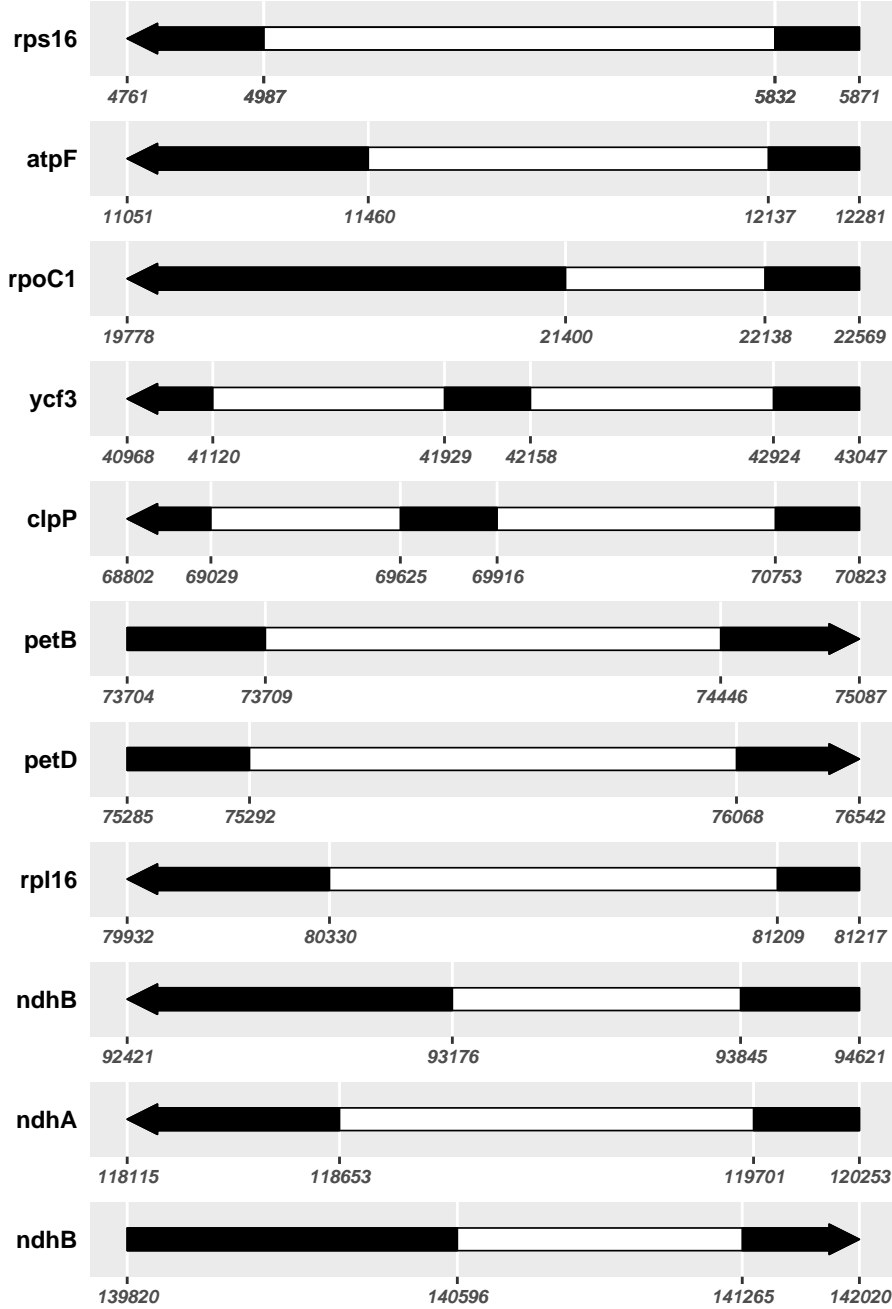 rps16
4761 4987 5832 5871
atpF
11051 11460 12137 12281
rpoC1
19778 21400 22138 22569
ycf3
40968 41120 41929 42158 42924 43047
clpP
68802 69029 69625 69916 70753 70823
petB
73704 73709 74446 75087
petD
75285 75292 76068 76542
rpl16
79932 80330 81209 81217
ndhB
92421 93176 93845 94621
ndhA
118115 118653 119701 120253
ndhB
139820 140596 141265 142020